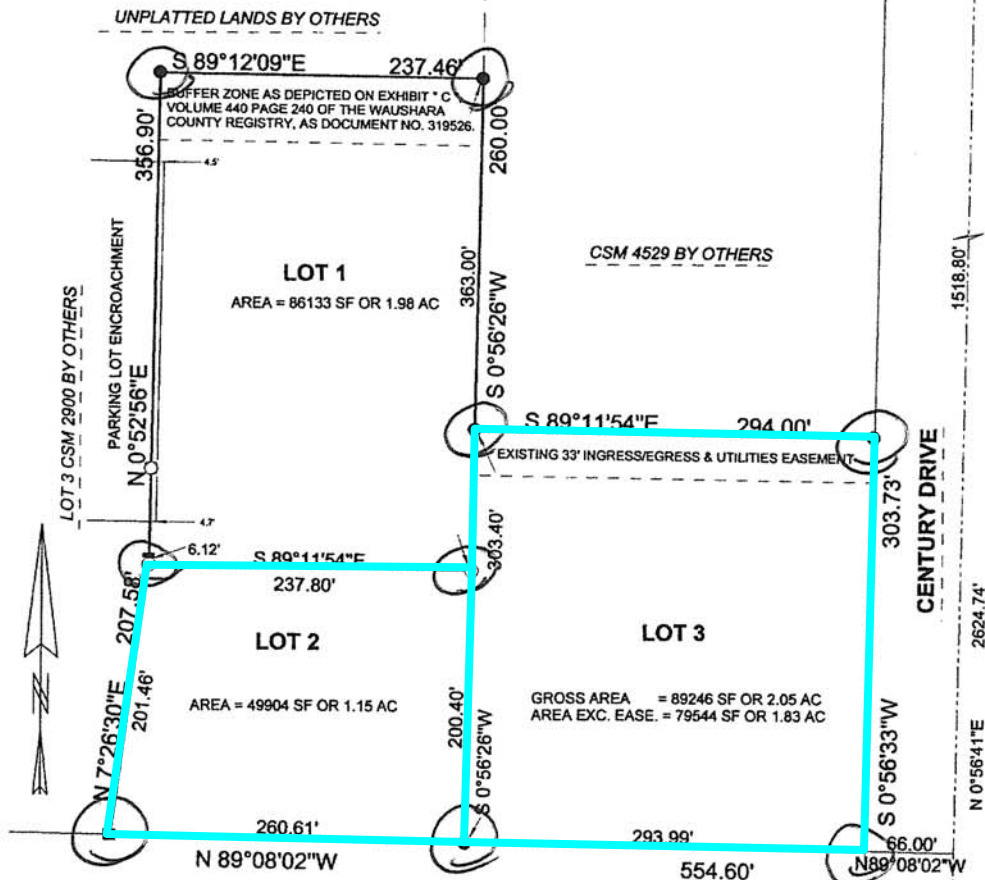 UNPLATTED LANDS BY OTHERS
S 89°12'09"E
237.46'
BUFFER ZONE AS DEPICTED ON EXHIBIT " C
VOLUME 440 PAGE 240 OF THE WAUSHARA
COUNTY REGISTRY, AS DOCUMENT NO. 319526.
356.90'
260.00'
4.5'
PARKING LOT ENCROACHMENT
LOT 3 CSM 2900 BY OTHERS
N 0°52'56"E
LOT 1
AREA = 86133 SF OR 1.98 AC
363.00'
S 0°56'26"W
CSM 4529 BY OTHERS
1518.80'
S 89°11'54"E
294.00'
EXISTING 33' INGRESS/EGRESS & UTILITIES EASEMENT
4.7'
6.12'
S 89°11'54"E
237.80'
303.40'
303.73'
CENTURY DRIVE
2624.74'
207.58'
201.46'
N 7°26'30"E
LOT 2
AREA = 49904 SF OR 1.15 AC
200.40'
S 0°56'26"W
LOT 3
GROSS AREA = 89246 SF OR 2.05 AC
AREA EXC. EASE. = 79544 SF OR 1.83 AC
S 0°56'33"W
N 0°56'41"E
N
260.61'
N 89°08'02"W
293.99'
554.60'
66.00'
N89°08'02"W